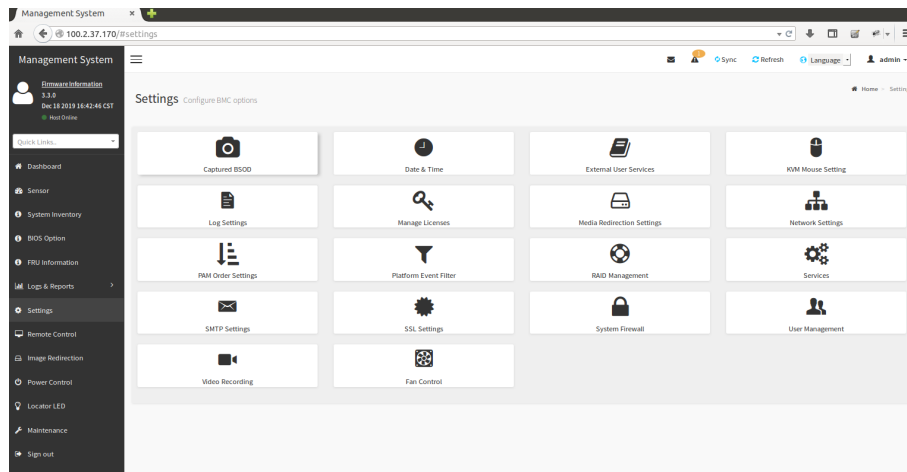 Management System
100.2.37.170/#settings
Management System
Sync
Refresh
Language
admin
Firmware Information
3.3.0
Dec 18 2019 16:42:46 CST
Host Online
Settings Configure BMC options
Home - Settin
Quick Links..
Dashboard
Sensor
System Inventory
BIOS Option
FRU Information
Logs & Reports
Settings
Remote Control
Image Redirection
Power Control
Locator LED
Maintenance
Sign out
Captured BSOD
Date & Time
External User Services
KVM Mouse Setting
Log Settings
Manage Licenses
Media Redirection Settings
Network Settings
PAM Order Settings
Platform Event Filter
RAID Management
Services
SMTP Settings
SSL Settings
System Firewall
User Management
Video Recording
Fan Control